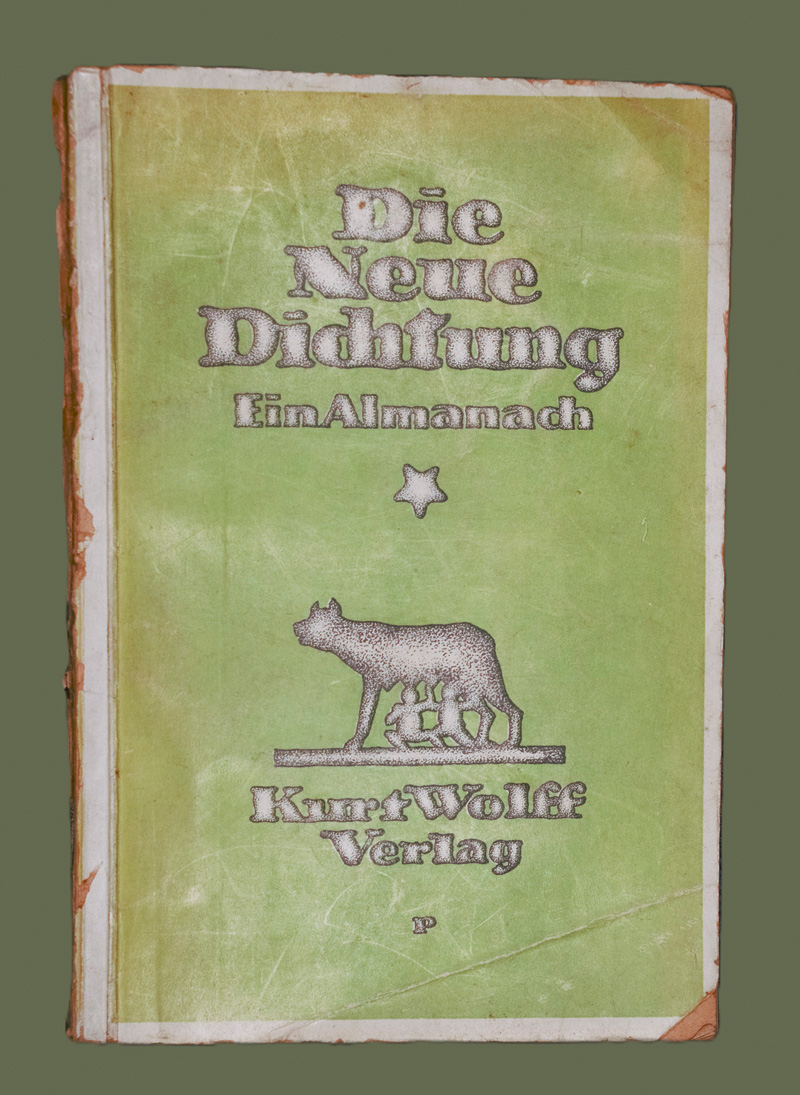 Die
Neue
Dichtung
Ein Almanach
Kurt Wolff
Verlag
P